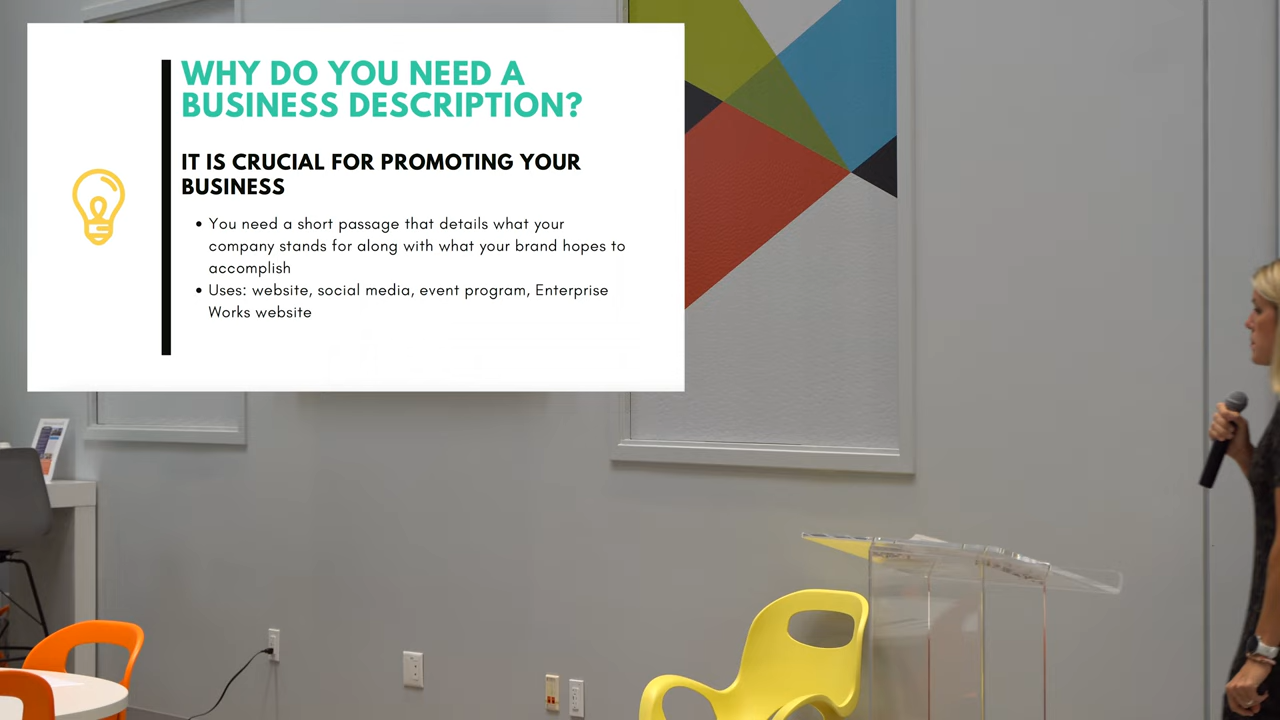 WHY DO YOU NEED A
BUSINESS DESCRIPTION?
IT IS CRUCIAL FOR PROMOTING YOUR
BUSINESS
• You need a short passage that details what your
company stands for along with what your brand hopes to
accomplish
• Uses: website, social media, event program, Enterprise
Works website